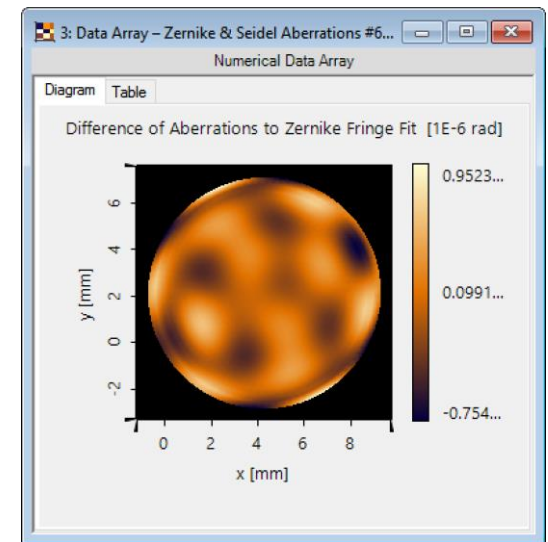 3: Data Array – Zernike & Seidel Aberrations #6...
Numerical Data Array
Diagram Table
Difference of Aberrations to Zernike Fringe Fit [1E-6 rad]
0.9523...
0.0991...
-0.754...
y [mm]
6
4
2
0
-2
0 2 4 6 8
x [mm]